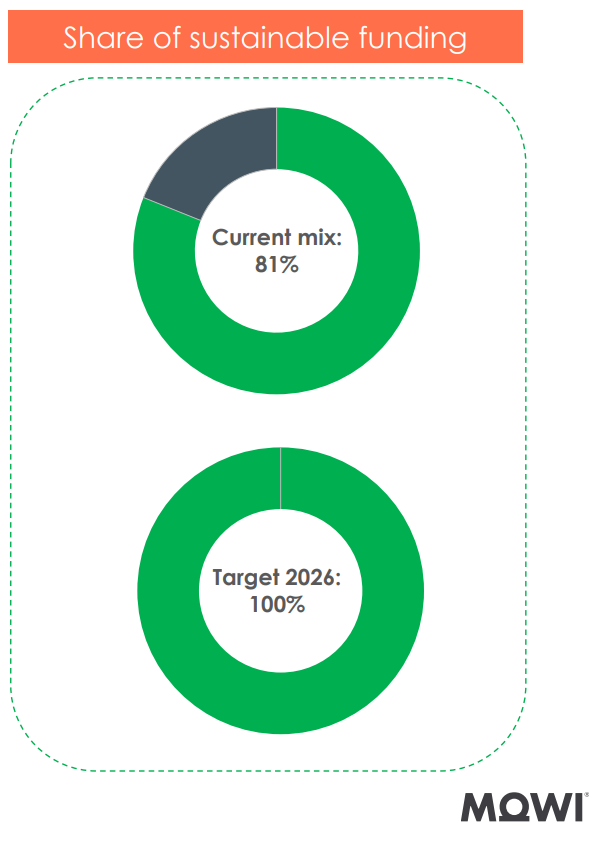 Share of sustainable funding
Current mix:
81%
Target 2026:
100%
MOWI®